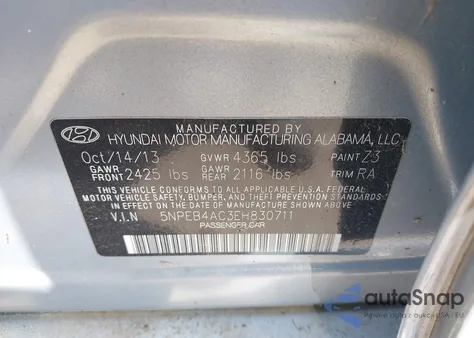 MANUFACTURED BY
HYUNDAI MOTOR MANUFACTURING ALABAMA, LLC
Oct/14/13 GVWR 4365 lbs PAINT Z3
GAWR FRONT 2425 lbs GAWR REAR 2116 lbs TRIM RA
THIS VEHICLE CONFORMS TO ALL APPLICABLE U.S.A. FEDERAL
MOTOR VEHICLE SAFETY, BUMPER, AND THEFT PREVENTION
STANDARDS IN EFFECT ON THE DATE OF MANUFACTURE SHOWN ABOVE.
V.I.N 5NPEB4AC3EH830711
PASSENGER CAR
autoSnap